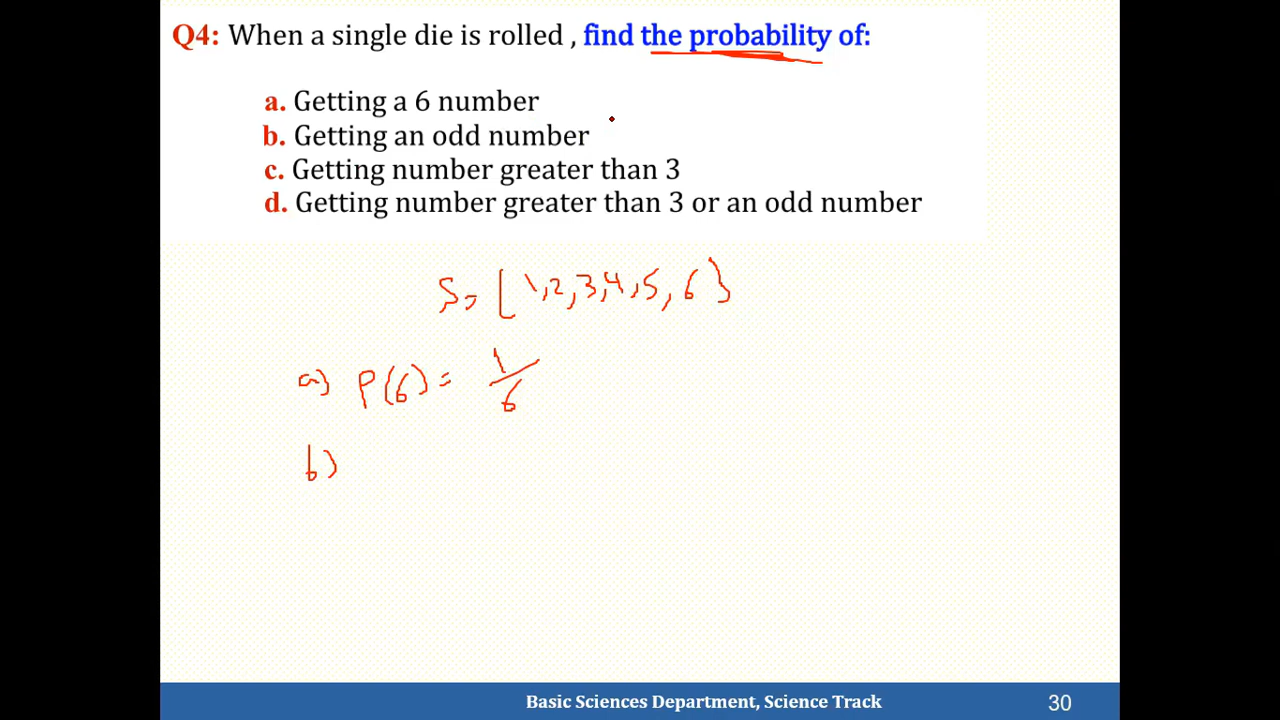 Q4: When a single die is rolled , find the probability of:
a. Getting a 6 number
b. Getting an odd number
c. Getting number greater than 3
d. Getting number greater than 3 or an odd number
S= {1,2,3,4,5,6}
a) P(6) = 1/6
b)
Basic Sciences Department, Science Track 30